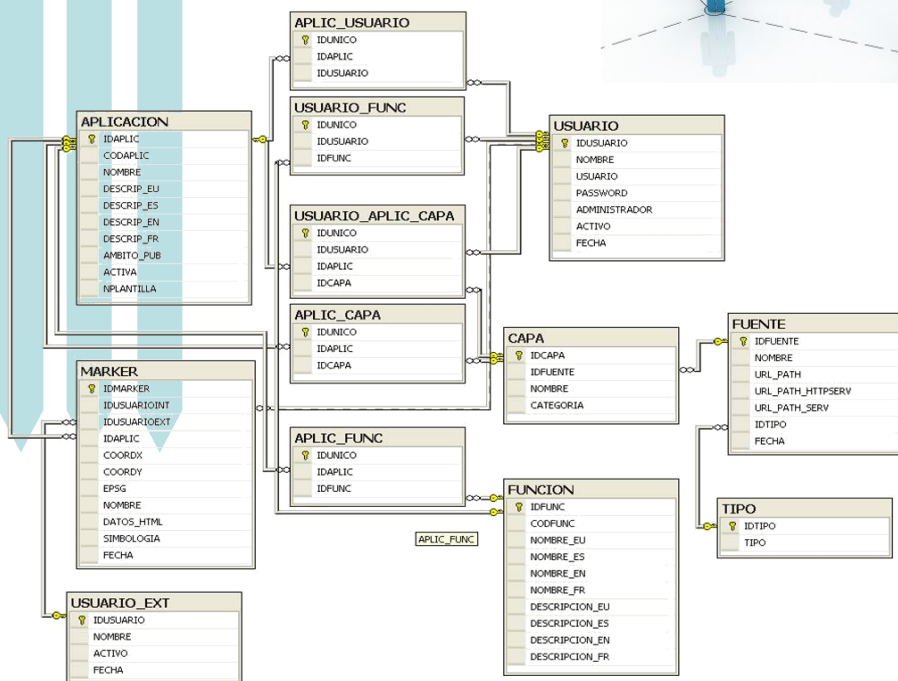 APLIC_USUARIO
IDUNICO
IDAPLIC
IDUSUARIO
USUARIO_FUNC
IDUNICO
IDUSUARIO
IDFUNC
APLICACION
IDAPLIC
CODAPLIC
NOMBRE
DESCRIP_EU
DESCRIP_ES
DESCRIP_EN
DESCRIP_FR
AMBITO_PUB
ACTIVA
NPLANTILLA
USUARIO
IDUSUARIO
NOMBRE
USUARIO
PASSWORD
ADMINISTRADOR
ACTIVO
FECHA
USUARIO_APLIC_CAPA
IDUNICO
IDUSUARIO
IDAPLIC
IDCAPA
APLIC_CAPA
IDUNICO
IDAPLIC
IDCAPA
CAPA
IDCAPA
IDFUENTE
NOMBRE
CATEGORIA
FUENTE
IDFUENTE
NOMBRE
URL_PATH
URL_PATH_HTTPSERV
URL_PATH_SERV
IDTIPO
FECHA
MARKER
IDMARKER
IDUSUARIOINT
IDUSUARIOEXT
IDAPLIC
COORDX
COORDY
EPSG
NOMBRE
DATOS_HTML
SIMBOLOGIA
FECHA
APLIC_FUNC
IDUNICO
IDAPLIC
IDFUNC
APLIC_FUNC
FUNCION
IDFUNC
CODFUNC
NOMBRE_EU
NOMBRE_ES
NOMBRE_EN
NOMBRE_FR
DESCRIPCION_EU
DESCRIPCION_ES
DESCRIPCION_EN
DESCRIPCION_FR
TIPO
IDTIPO
TIPO
USUARIO_EXT
IDUSUARIO
NOMBRE
ACTIVO
FECHA